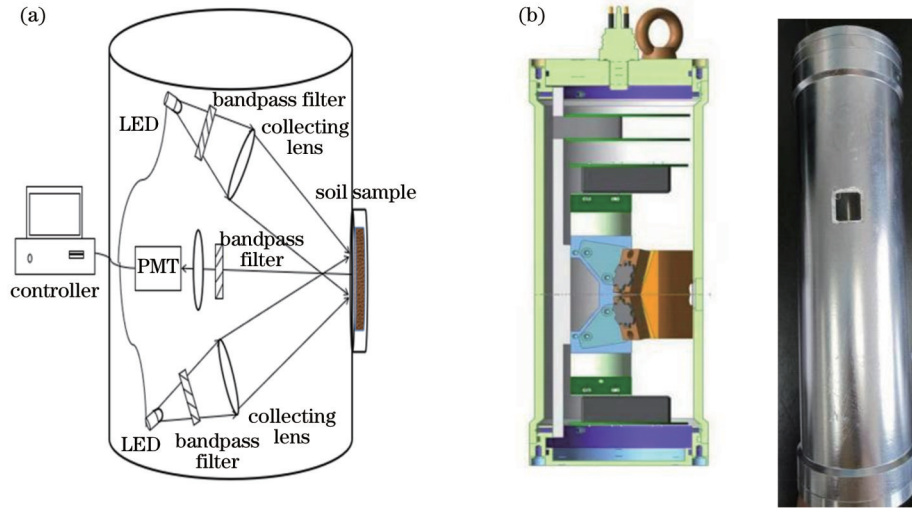 (a)
(b)
LED
bandpass filter
collecting
lens
soil sample
controller
PMT
bandpass
filter
LED
bandpass
filter
collecting
lens